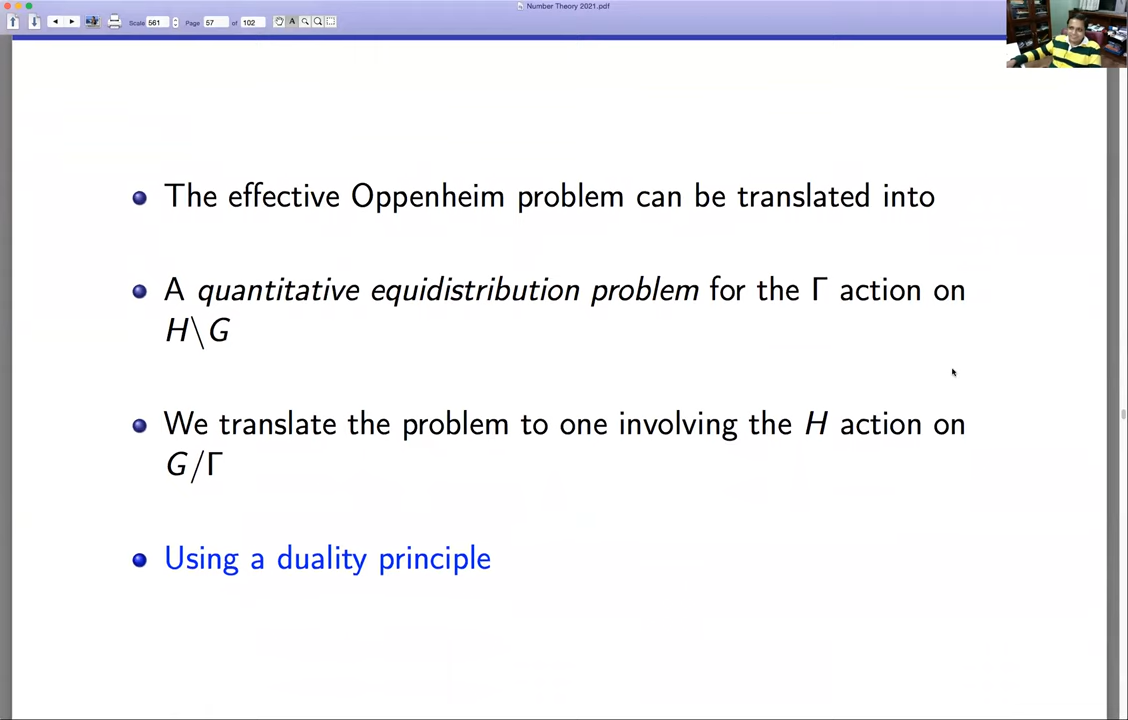 Number Theory 2021.pdf
Scale 561 Page 57 of 102
The effective Oppenheim problem can be translated into
A quantitative equidistribution problem for the Γ action on
H\G
We translate the problem to one involving the H action on
G/Γ
Using a duality principle